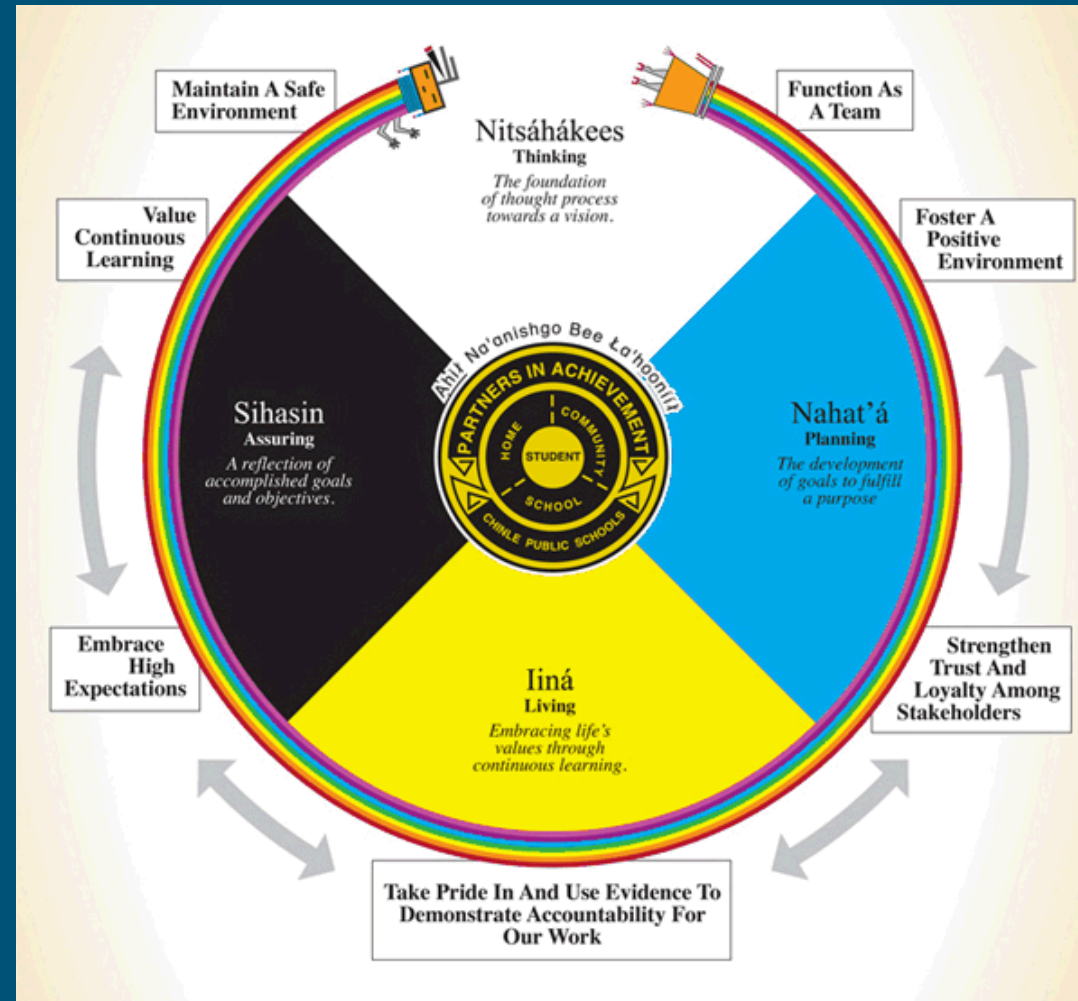 Maintain A Safe
Environment
Function As
A Team
Nitsáhákees
Thinking
The foundation
of thought process
towards a vision.
Value
Continuous
Learning
Foster A
Positive
Environment
Ahił Na'anishgo Bee Ła'hooniił
PARTNERS IN ACHIEVEMENT
HOME
COMMUNITY
STUDENT
SCHOOL
CHINLE PUBLIC SCHOOLS
Sihasin
Assuring
A reflection of
accomplished goals
and objectives.
Nahat'á
Planning
The development
of goals to fulfill
a purpose
Embrace
High
Expectations
Iiná
Living
Embracing life's
values through
continuous learning.
Strengthen
Trust And
Loyalty Among
Stakeholders
Take Pride In And Use Evidence To
Demonstrate Accountability For
Our Work